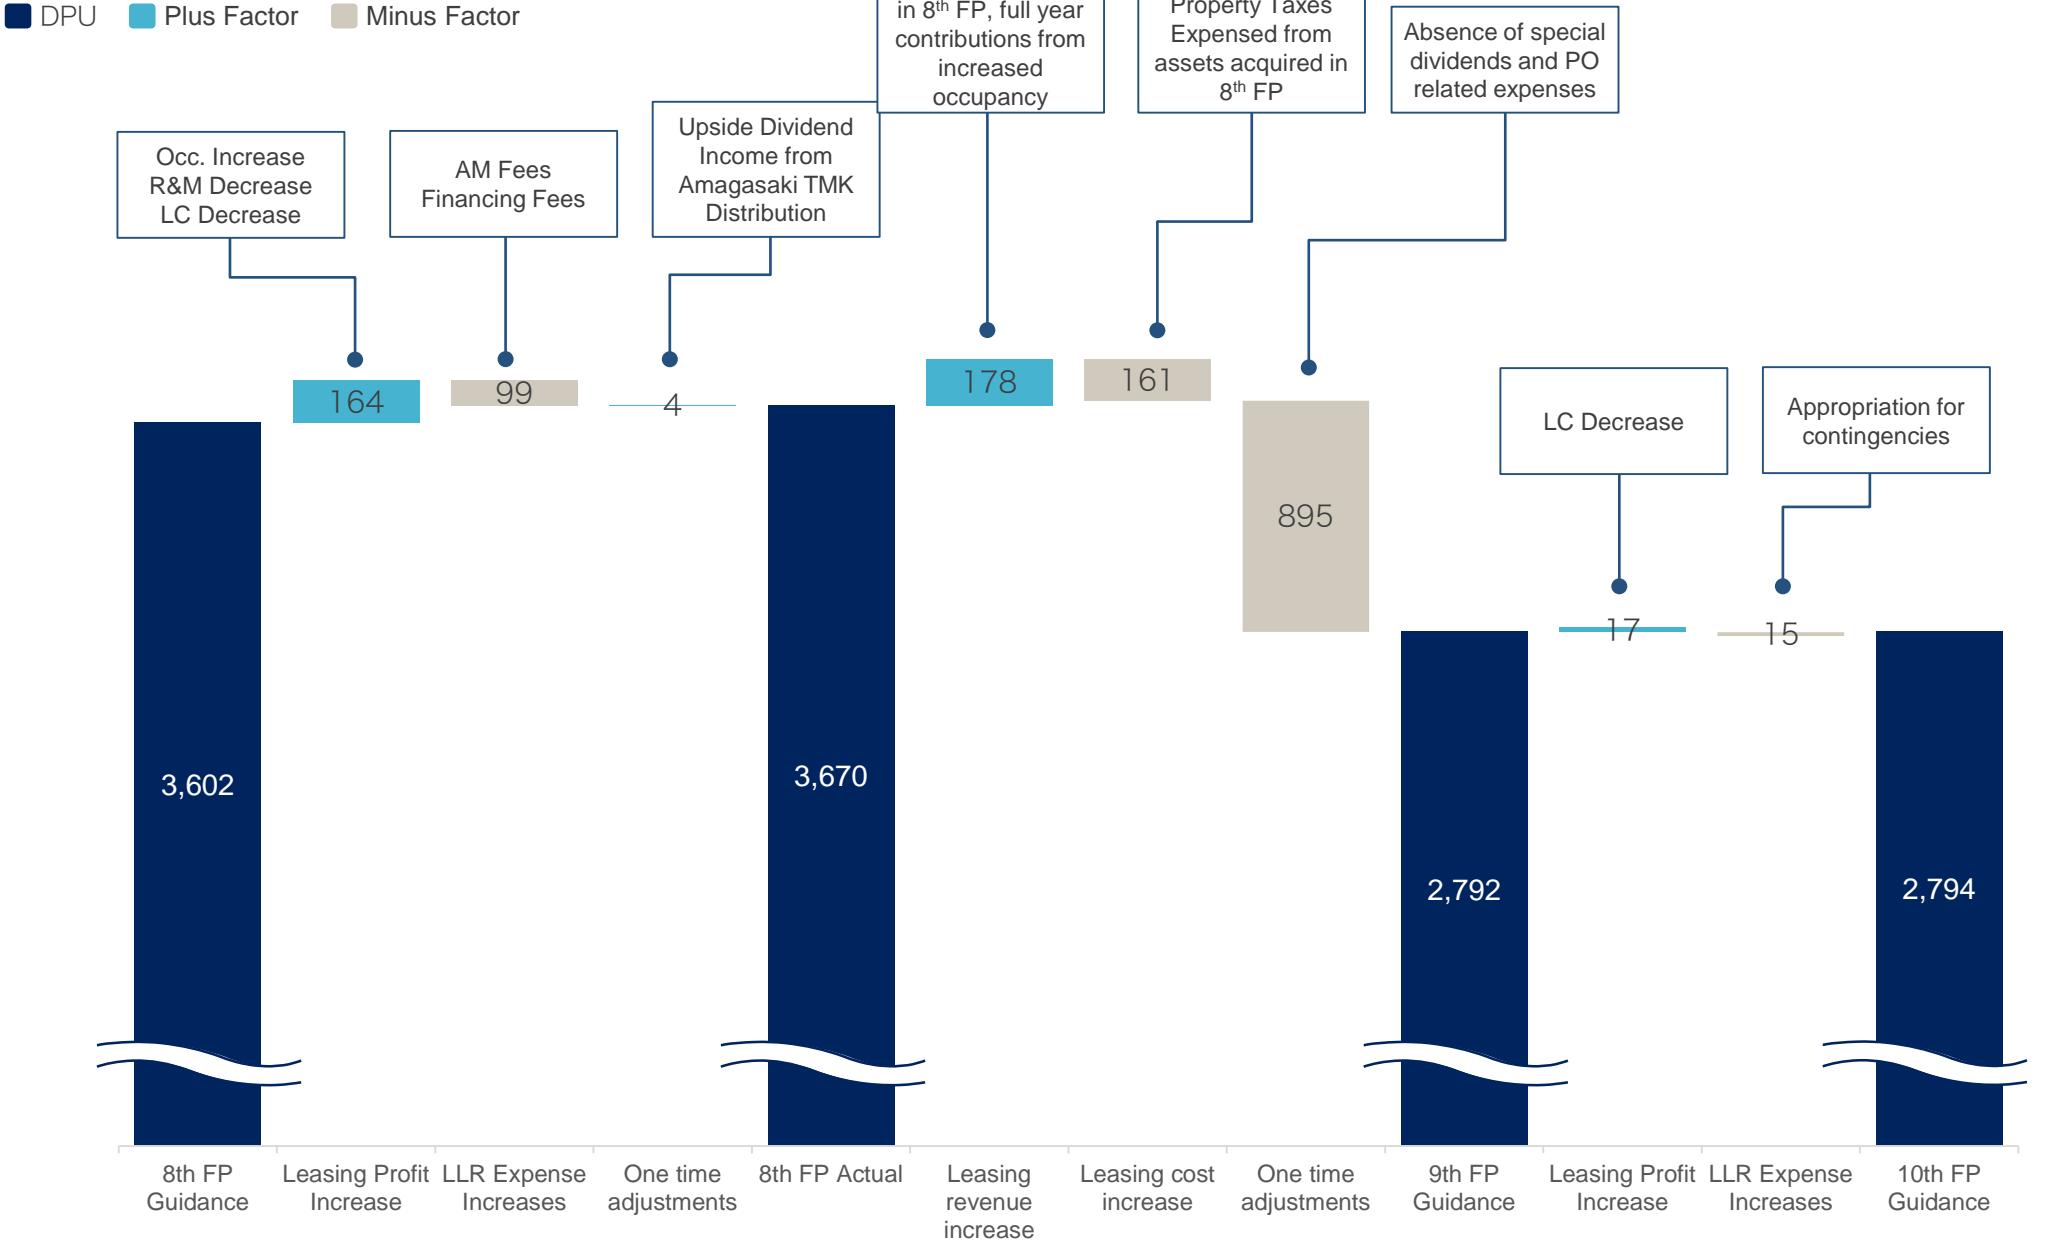 DPU Plus Factor Minus Factor
in 8th FP, full year
contributions from
increased
occupancy
Property Taxes
Expensed from
assets acquired in
8th FP
Absence of special
dividends and PO
related expenses
Occ. Increase
R&M Decrease
LC Decrease
AM Fees
Financing Fees
Upside Dividend
Income from
Amagasaki TMK
Distribution
LC Decrease
Appropriation for
contingencies
3,602
164
99
4
3,670
178
161
895
2,792
17
15
2,794
8th FP
Guidance
Leasing Profit
Increase
LLR Expense
Increases
One time
adjustments
8th FP Actual
Leasing
revenue
increase
Leasing cost
increase
One time
adjustments
9th FP
Guidance
Leasing Profit
Increase
LLR Expense
Increases
10th FP
Guidance